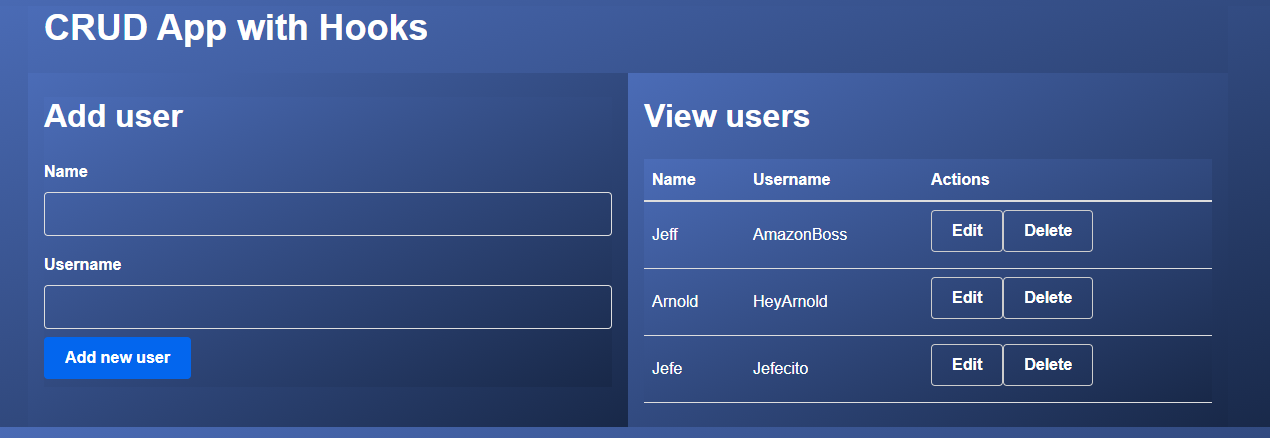 CRUD App with Hooks
Add user
Name
Username
Add new user
View users
Name Username Actions
Jeff AmazonBoss Edit Delete
Arnold HeyArnold Edit Delete
Jefe Jefecito Edit Delete